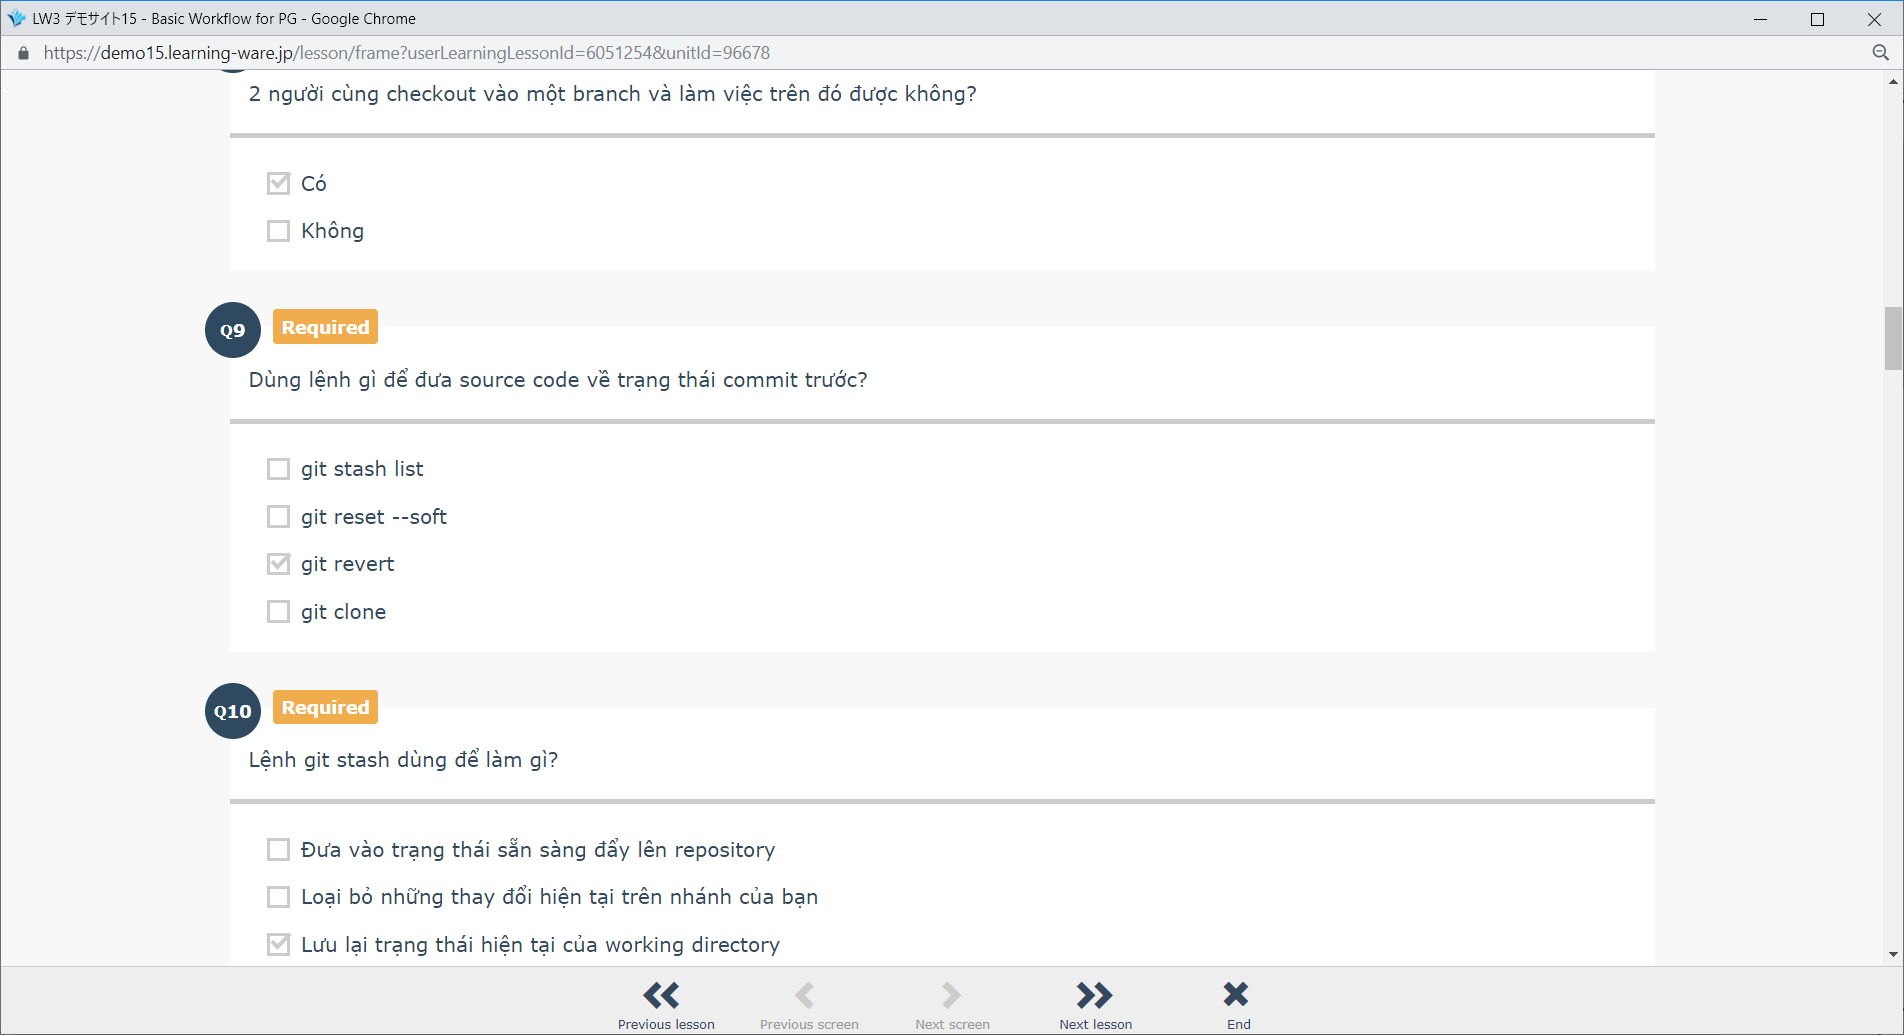 LW3 デモサイト15 - Basic Workflow for PG - Google Chrome
https://demo15.learning-ware.jp/lesson/frame?userLearningLessonId=6051254&unitId=96678
2 người cùng checkout vào một branch và làm việc trên đó được không?
Có
Không
Q9 Required
Dùng lệnh gì để đưa source code về trạng thái commit trước?
git stash list
git reset --soft
git revert
git clone
Q10 Required
Lệnh git stash dùng để làm gì?
Đưa vào trạng thái sẵn sàng đẩy lên repository
Loại bỏ những thay đổi hiện tại trên nhánh của bạn
Lưu lại trạng thái hiện tại của working directory
Previous lesson Previous screen Next screen Next lesson End